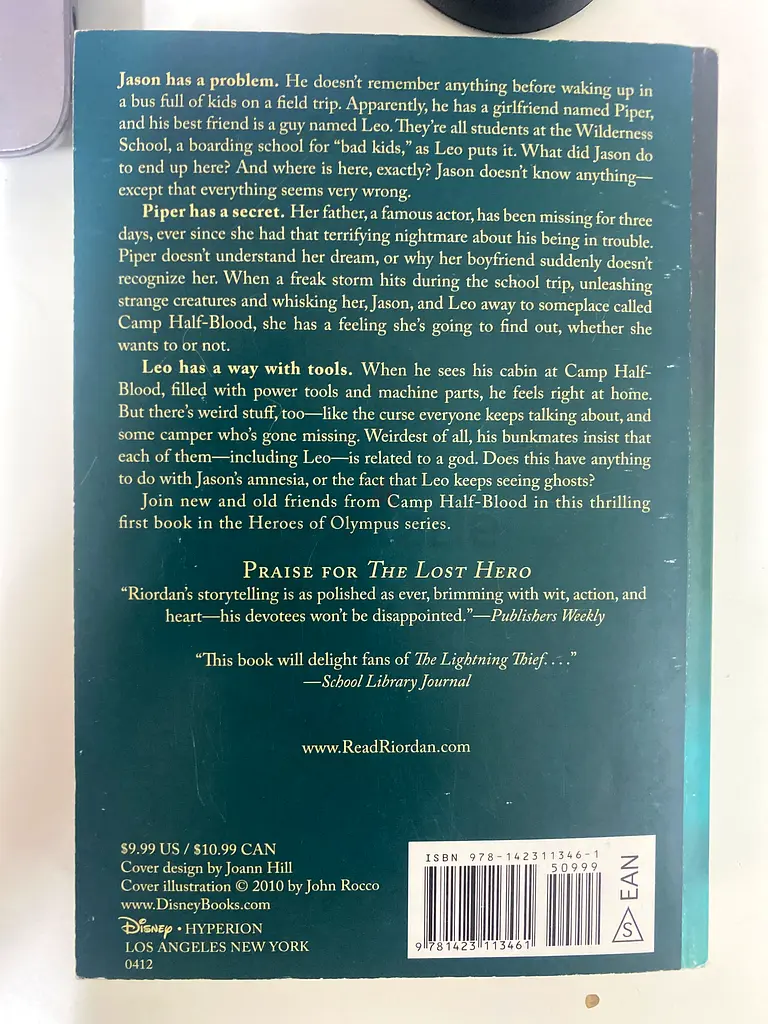 Jason has a problem. He doesn't remember anything before waking up in
a bus full of kids on a field trip. Apparently, he has a girlfriend named Piper,
and his best friend is a guy named Leo. They're all students at the Wilderness
School, a boarding school for "bad kids," as Leo puts it. What did Jason do
to end up here? And where is here, exactly? Jason doesn't know anything—
except that everything seems very wrong.
Piper has a secret. Her father, a famous actor, has been missing for three
days, ever since she had that terrifying nightmare about his being in trouble.
Piper doesn't understand her dream, or why her boyfriend suddenly doesn't
recognize her. When a freak storm hits during the school trip, unleashing
strange creatures and whisking her, Jason, and Leo away to someplace called
Camp Half-Blood, she has a feeling she's going to find out, whether she
wants to or not.
Leo has a way with tools. When he sees his cabin at Camp Half-
Blood, filled with power tools and machine parts, he feels right at home.
But there's weird stuff, too—like the curse everyone keeps talking about, and
some camper who's gone missing. Weirdest of all, his bunkmates insist that
each of them—including Leo—is related to a god. Does this have anything
to do with Jason's amnesia, or the fact that Leo keeps seeing ghosts?
Join new and old friends from Camp Half-Blood in this thrilling
first book in the Heroes of Olympus series.
Praise for The Lost Hero
"Riordan's storytelling is as polished as ever, brimming with wit, action, and
heart—his devotees won't be disappointed."—Publishers Weekly
"This book will delight fans of The Lightning Thief. . . ."
—School Library Journal
www.ReadRiordan.com
$9.99 US / $10.99 CAN
Cover design by Joann Hill
Cover illustration © 2010 by John Rocco
www.DisneyBooks.com
Disney • HYPERION
LOS ANGELES NEW YORK
0412
ISBN 978-142311346-1
50999
9 781423 113461
S EAN